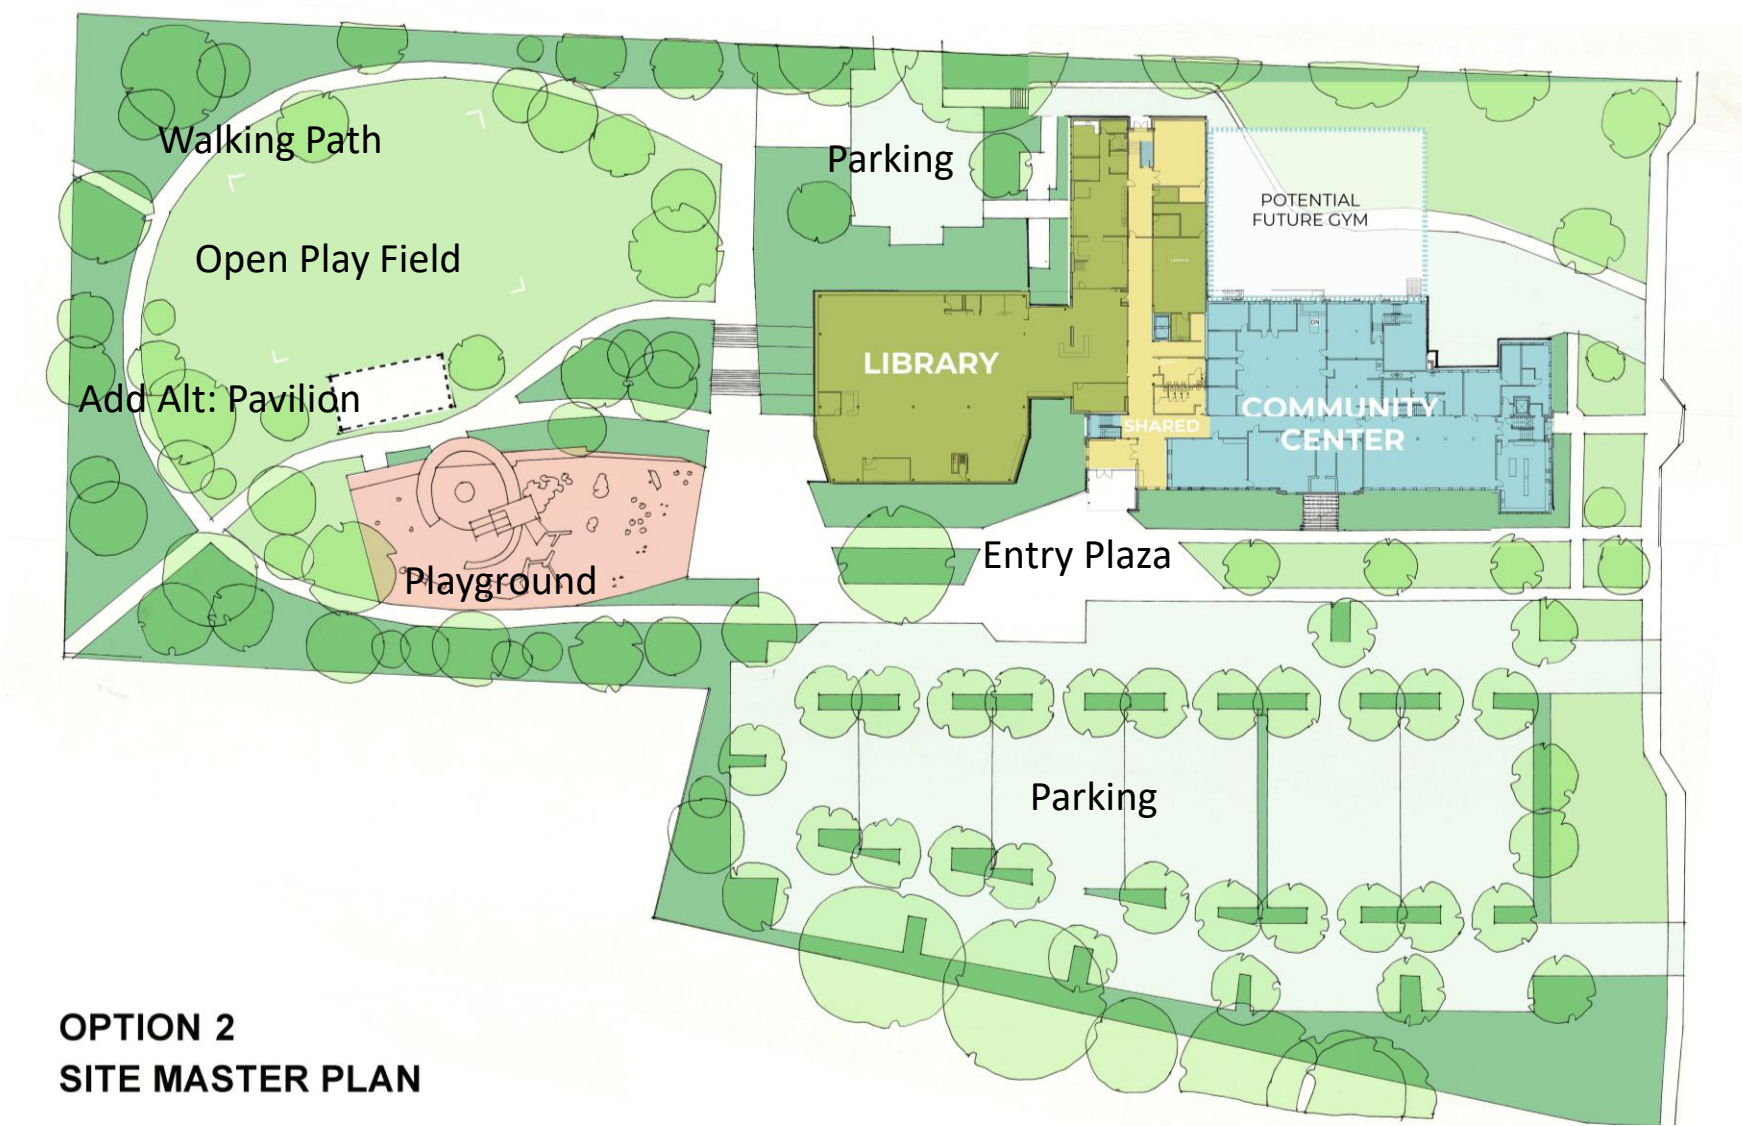 Walking Path
Parking
Open Play Field
POTENTIAL
FUTURE GYM
LIBRARY
Add Alt: Pavilion
SHARED
COMMUNITY
CENTER
DN
Playground
Entry Plaza
Parking
OPTION 2
SITE MASTER PLAN